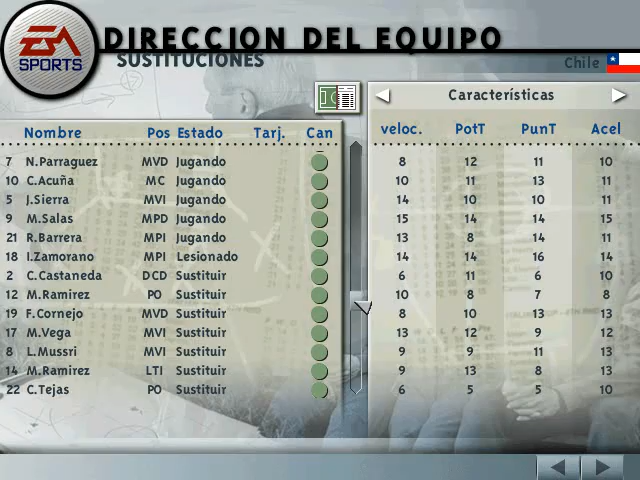 EA
SPORTS
DIRECCION DEL EQUIPO
SUSTITUCIONES
Chile
Características
Nombre Pos Estado Tarj. Can veloc. PotT PunT Acel
7 N.Parraguez MVD Jugando 8 12 11 10
10 C.Acuña MC Jugando 10 11 13 11
5 J.Sierra MVI Jugando 14 10 10 11
9 M.Salas MPD Jugando 15 14 14 15
21 R.Barrera MPI Jugando 13 8 14 11
18 I.Zamorano MPI Lesionado 14 14 16 14
2 C.Castaneda DCD Sustituir 6 11 6 10
12 M.Ramirez PO Sustituir 10 8 7 8
19 F.Cornejo MVD Sustituir 8 10 13 13
17 M.Vega MVI Sustituir 13 12 9 12
8 L.Mussri MVI Sustituir 9 9 11 13
14 M.Ramirez LTI Sustituir 9 13 8 13
22 C.Tejas PO Sustituir 6 5 5 10